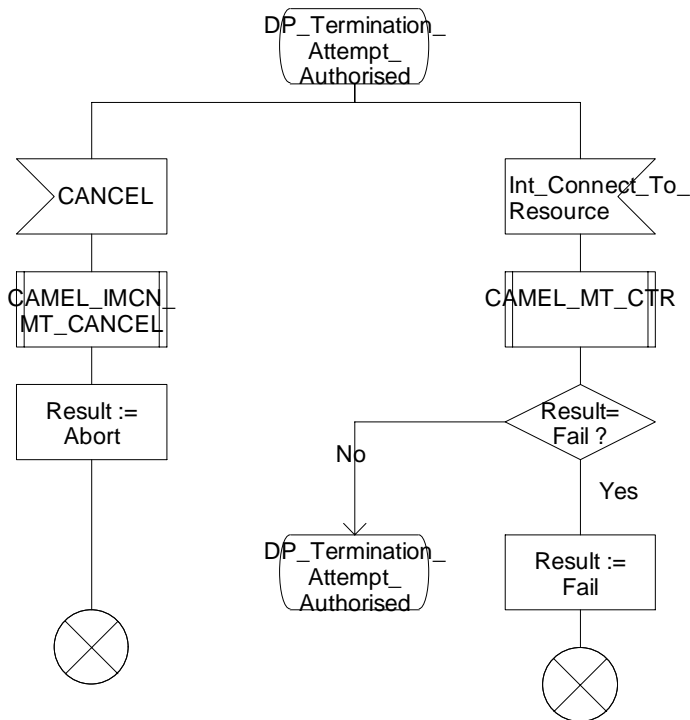 DP_Termination_
Attempt_
Authorised
CANCEL
Int_Connect_To_
Resource
CAMEL_IMCN_
MT_CANCEL
CAMEL_MT_CTR
Result :=
Abort
Result=
Fail ?
No
Yes
DP_Termination_
Attempt_
Authorised
Result :=
Fail